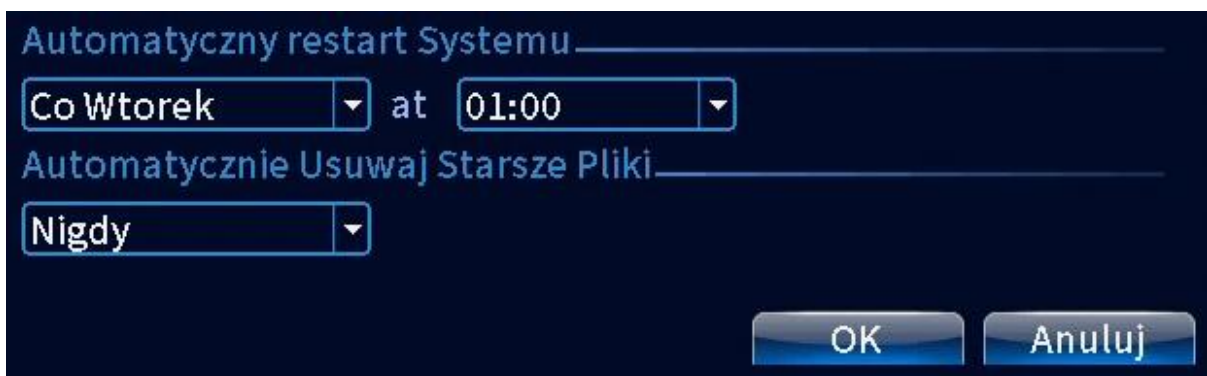 Automatyczny restart Systemu
Co Wtorek at 01:00
Automatycznie Usuwaj Starsze Pliki
Nigdy
OK Anuluj